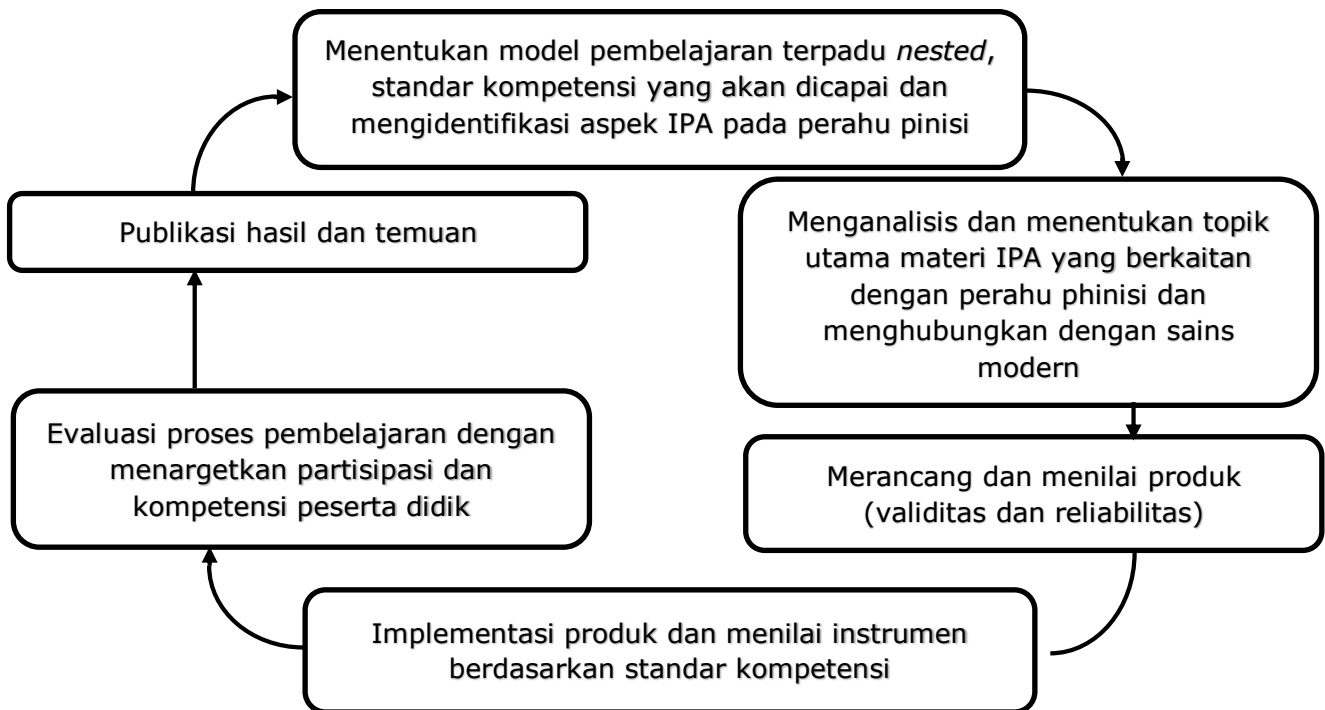 Menentukan model pembelajaran terpadu nested,
standar kompetensi yang akan dicapai dan
mengidentifikasi aspek IPA pada perahu pinisi
Menganalisis dan menentukan topik
utama materi IPA yang berkaitan
dengan perahu phinisi dan
menghubungkan dengan sains
modern
Merancang dan menilai produk
(validitas dan reliabilitas)
Implementasi produk dan menilai instrumen
berdasarkan standar kompetensi
Evaluasi proses pembelajaran dengan
menargetkan partisipasi dan
kompetensi peserta didik
Publikasi hasil dan temuan